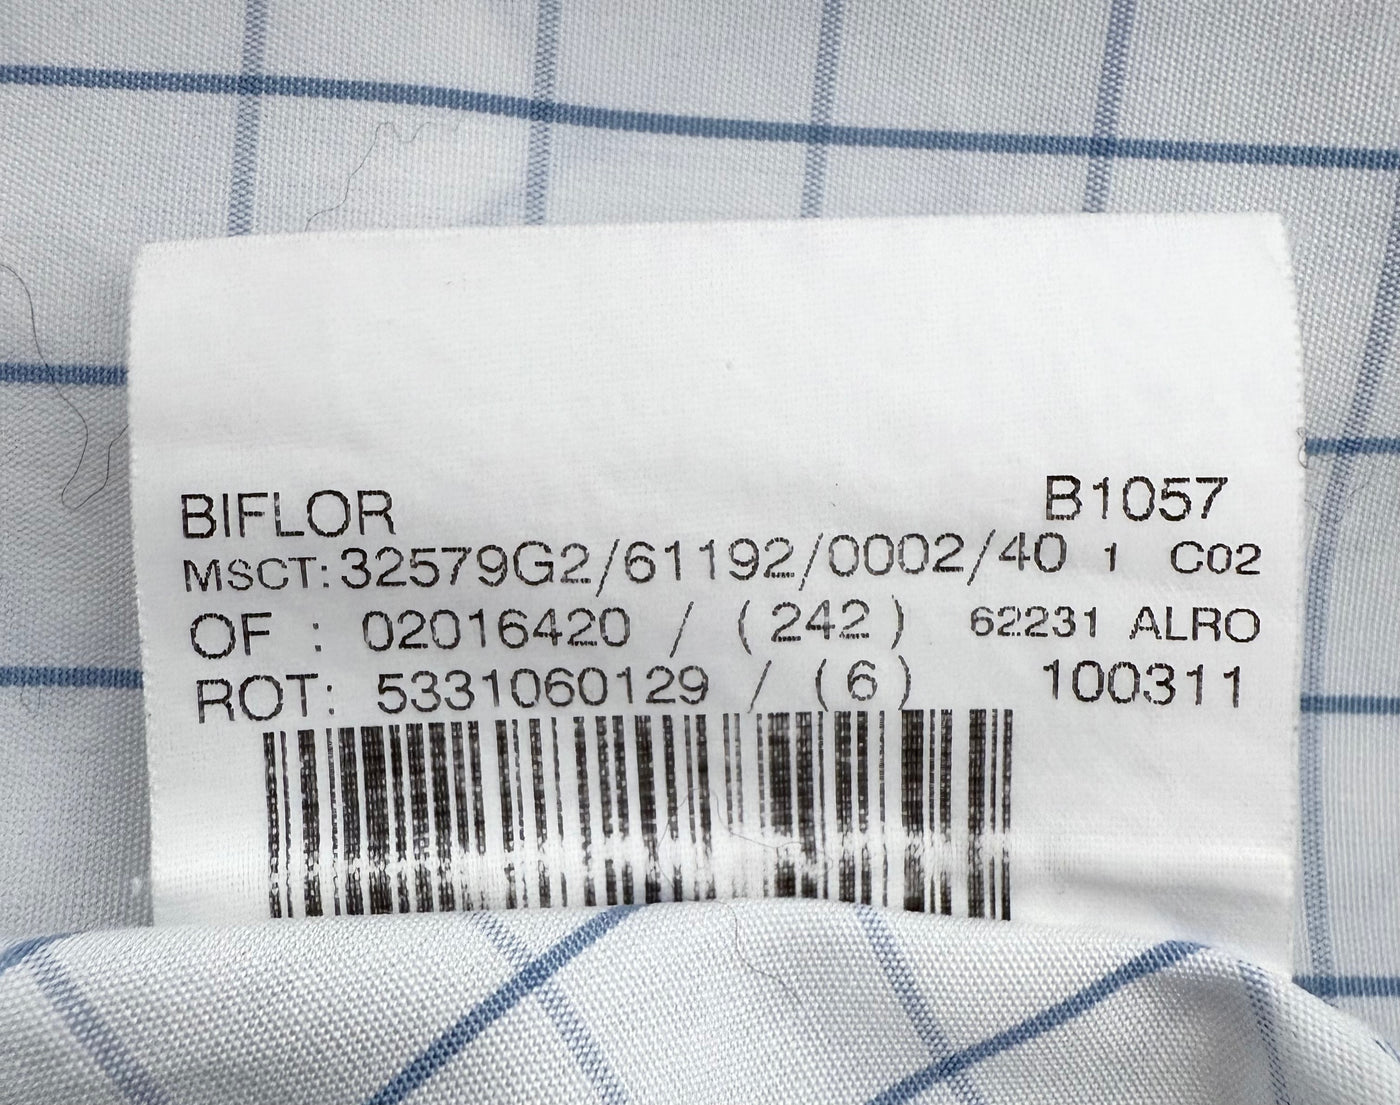 BIFLOR B1057
MSCT:32579G2/61192/0002/40 1 C02
OF : 02016420 / (242) 62231 ALRO
ROT: 5331060129 / (6) 100311